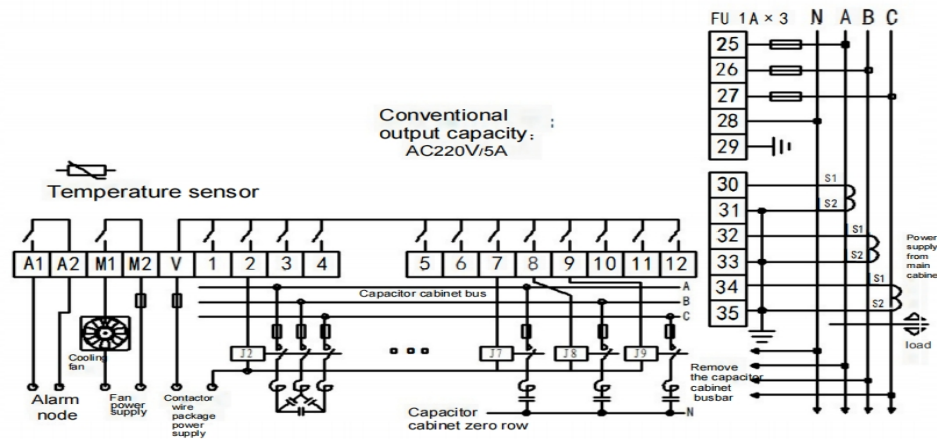 FU 1A × 3 N A B C
25
26
27
28
29
Conventional
output capacity:
AC220V/5A
Temperature sensor
30 S1
31 S2
32 S1
33 S2
34 S1
35 S2
Power
supply
from
main
cabine
load
A1 A2 M1 M2 V 1 2 3 4 5 6 7 8 9 10 11 12
Capacitor cabinet bus
A
B
C
J2 J7 J8 J9
Cooling
fan
Alarm
node
Fan
power
supply
Contactor
wire
package
power
supply
Remove
the capacitor
cabinet
busbar
Capacitor
cabinet zero row
N